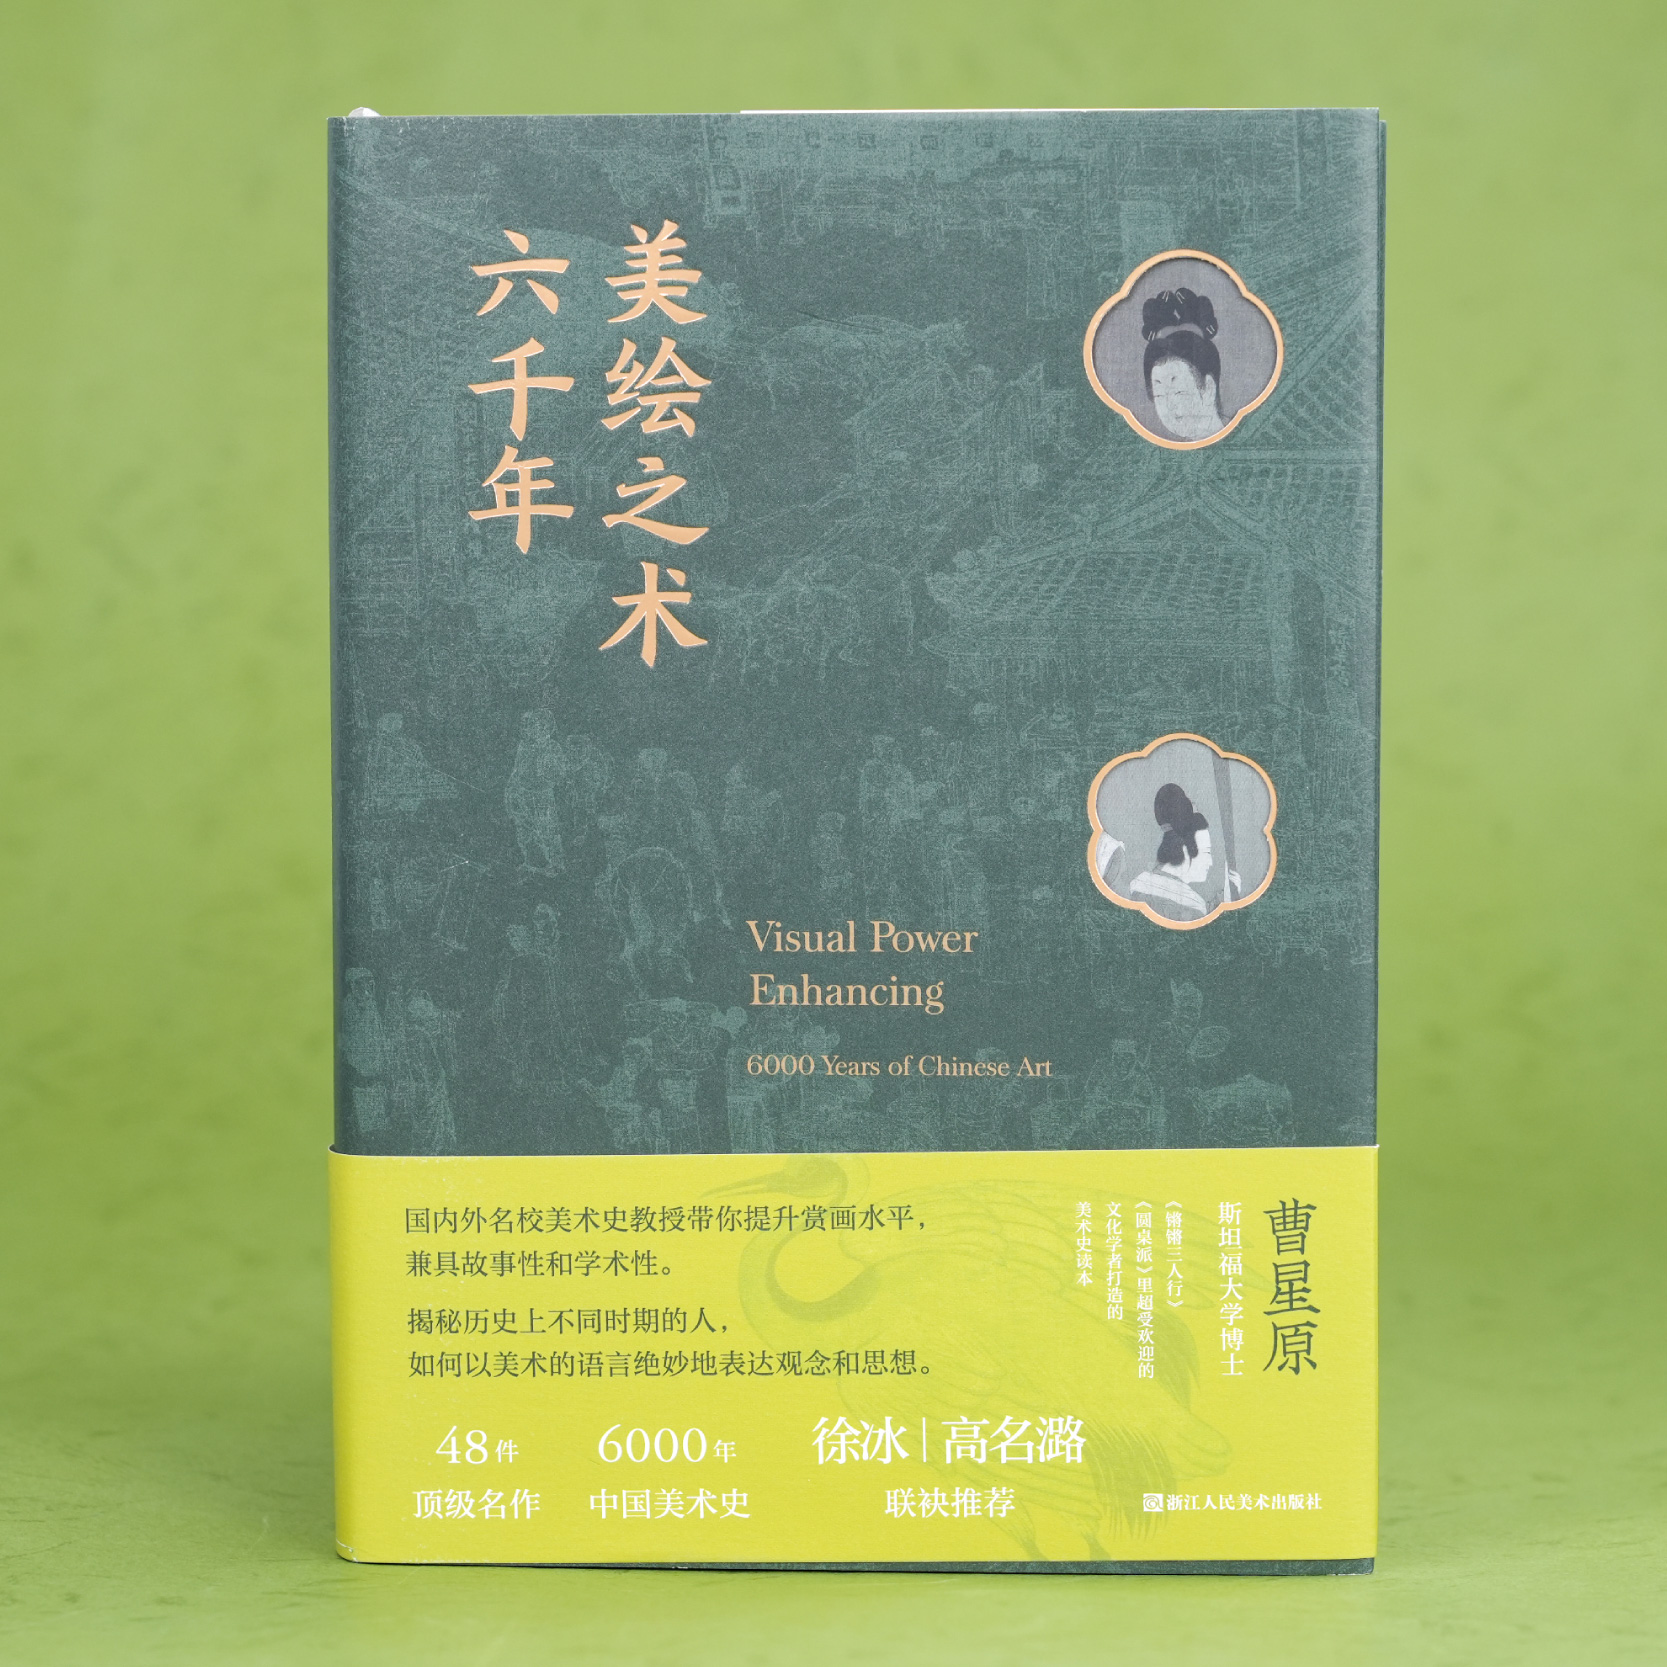 美绘之术
六千年
Visual Power
Enhancing
6000 Years of Chinese Art
国内外名校美术史教授带你提升赏画水平，
兼具故事性和学术性。
揭秘历史上不同时期的人，
如何以美术的语言绝妙地表达观念和思想。
曹星原
斯坦福大学博士
《锵锵三人行》
《圆桌派》里超受欢迎的
文化学者打造的
美术史读本
48件
顶级名作
6000年
中国美术史
徐冰｜高名潞
联袂推荐
浙江人民美术出版社